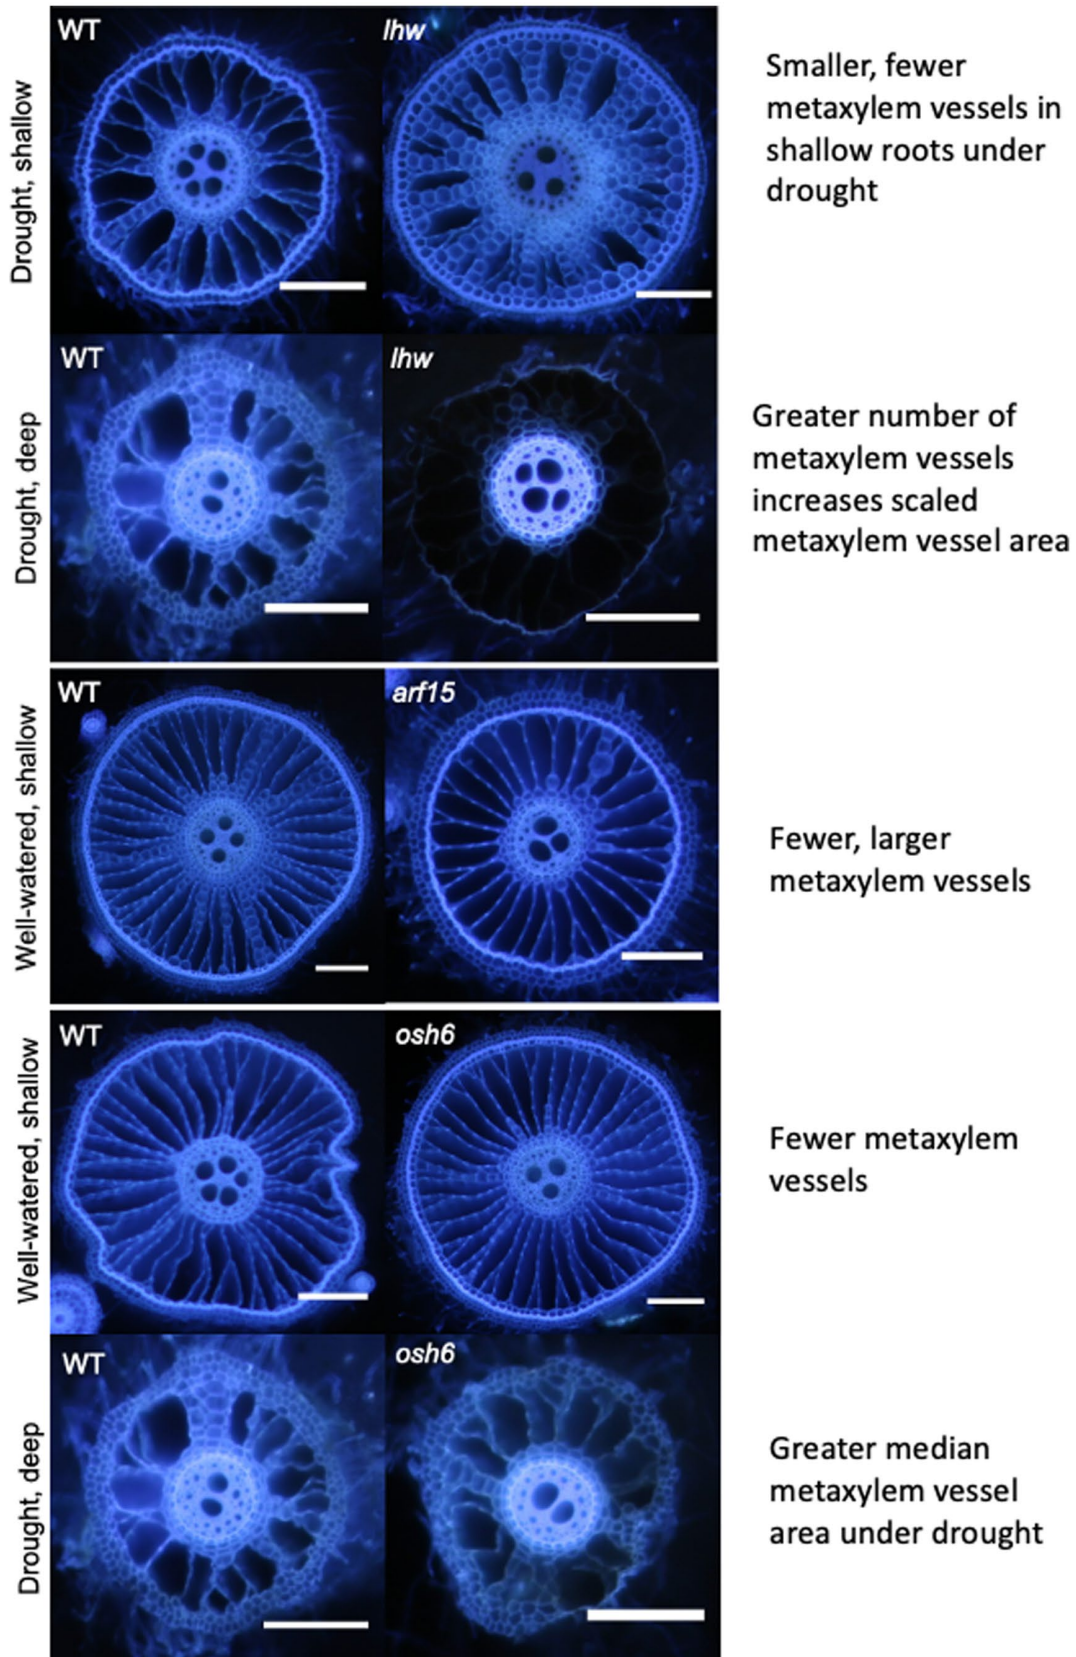 WT
lhw
Drought, shallow
Smaller, fewer
metaxylem vessels in
shallow roots under
drought
WT
lhw
Drought, deep
Greater number of
metaxylem vessels
increases scaled
metaxylem vessel area
WT
arf15
Well-watered, shallow
Fewer, larger
metaxylem vessels
WT
osh6
Well-watered, shallow
Fewer metaxylem
vessels
WT
osh6
Drought, deep
Greater median
metaxylem vessel
area under drought